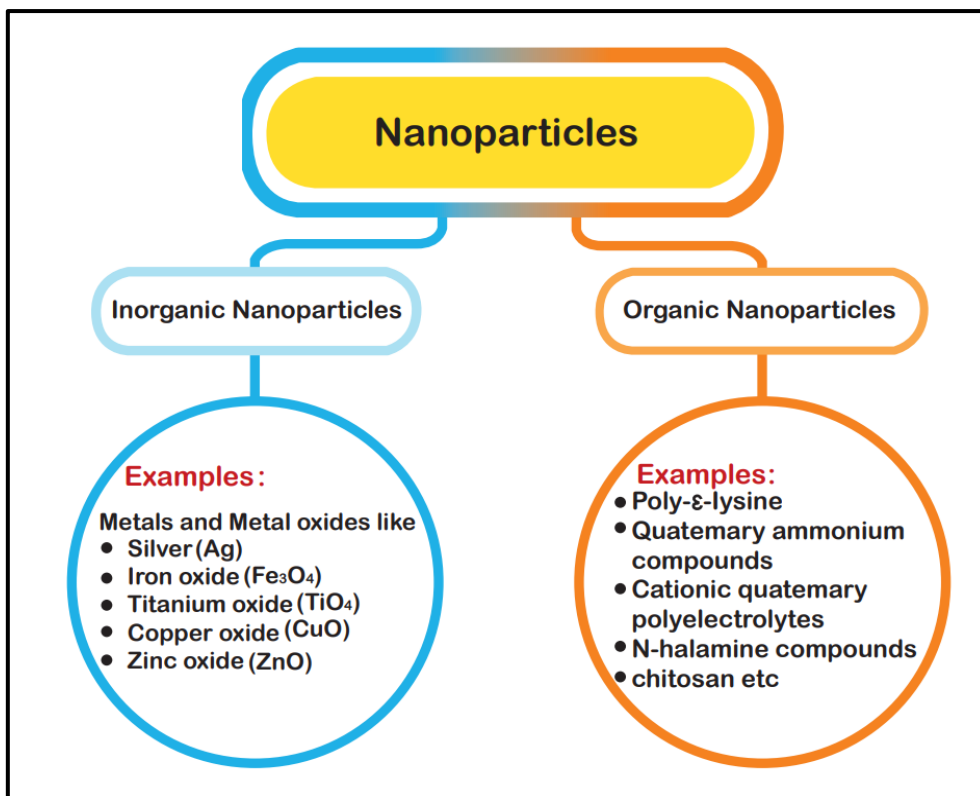 Nanoparticles
Inorganic Nanoparticles
Examples:
Metals and Metal oxides like
• Silver (Ag)
• Iron oxide (Fe₃O₄)
• Titanium oxide (TiO₄)
• Copper oxide (CuO)
• Zinc oxide (ZnO)
Organic Nanoparticles
Examples:
• Poly-ε-lysine
• Quatemary ammonium
compounds
• Cationic quatemary
polyelectrolytes
• N-halamine compounds
• chitosan etc